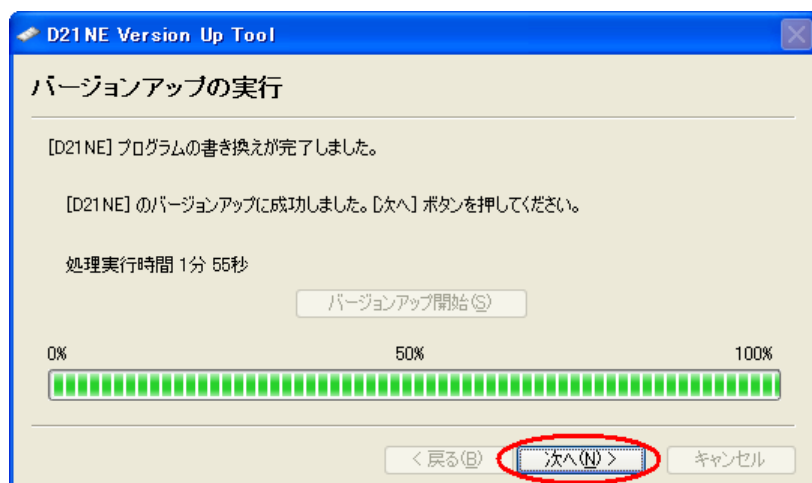 D21NE Version Up Tool
バージョンアップの実行
[D21NE] プログラムの書き換えが完了しました。
[D21NE] のバージョンアップに成功しました。[次へ] ボタンを押してください。
処理実行時間 1分 55秒
バージョンアップ開始(S)
0% 50% 100%
< 戻る(B) 次へ(N) > キャンセル